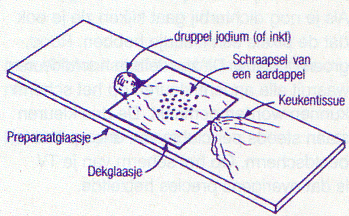 druppel jodium (of inkt)
Schraapsel van
een aardappel
Keukentissue
Preparaatglaasje
Dekglaasje